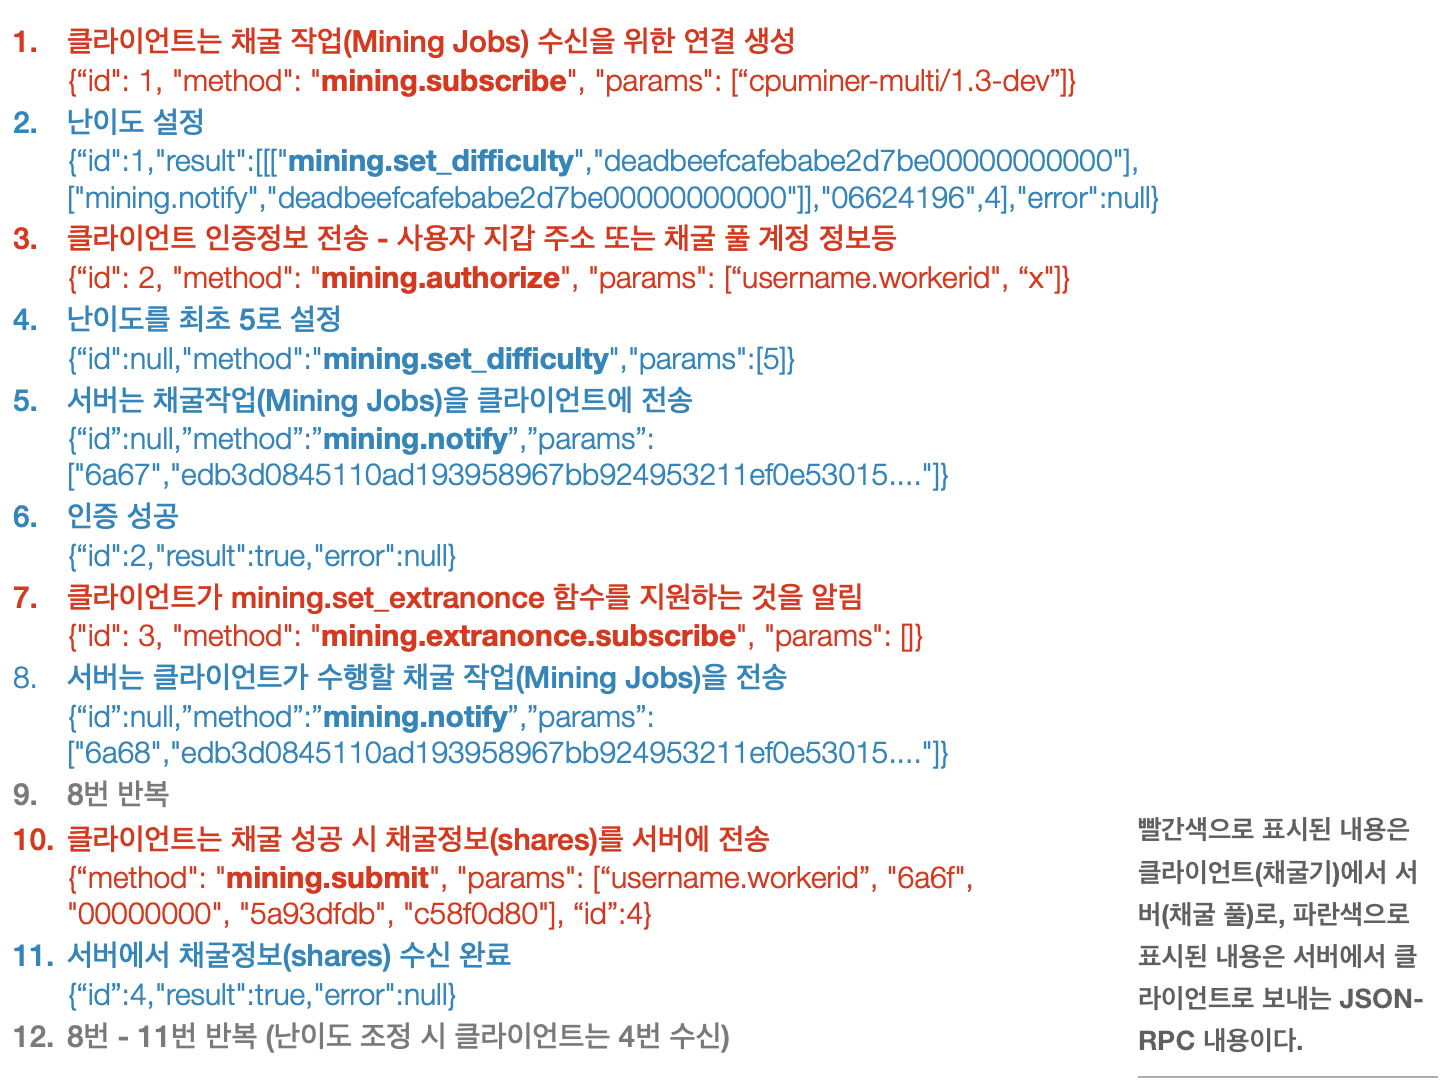 1. 클라이언트는 채굴 작업(Mining Jobs) 수신을 위한 연결 생성
{“id": 1, "method": "mining.subscribe", "params": [“cpuminer-multi/1.3-dev”]}
2. 난이도 설정
{“id":1,"result":[[["mining.set_difficulty","deadbeefcafebabe2d7be00000000000"],
["mining.notify","deadbeefcafebabe2d7be00000000000"]],"06624196",4],"error":null}
3. 클라이언트 인증정보 전송 - 사용자 지갑 주소 또는 채굴 풀 계정 정보등
{“id": 2, "method": "mining.authorize", "params": [“username.workerid", “x"]}
4. 난이도를 최초 5로 설정
{“id":null,"method":"mining.set_difficulty","params":[5]}
5. 서버는 채굴작업(Mining Jobs)을 클라이언트에 전송
{“id”:null,”method”:”mining.notify”,”params”:
["6a67","edb3d0845110ad193958967bb924953211ef0e53015...."]}
6. 인증 성공
{“id":2,"result":true,"error":null}
7. 클라이언트가 mining.set_extranonce 함수를 지원하는 것을 알림
{"id": 3, "method": "mining.extranonce.subscribe", "params": []}
8. 서버는 클라이언트가 수행할 채굴 작업(Mining Jobs)을 전송
{“id”:null,”method”:”mining.notify”,”params”:
["6a68","edb3d0845110ad193958967bb924953211ef0e53015...."]}
9. 8번 반복
10. 클라이언트는 채굴 성공 시 채굴정보(shares)를 서버에 전송
{“method": "mining.submit", "params": [“username.workerid”, "6a6f",
"00000000", "5a93dfdb", "c58f0d80"], “id”:4}
11. 서버에서 채굴정보(shares) 수신 완료
{“id”:4,"result":true,"error":null}
12. 8번 - 11번 반복 (난이도 조정 시 클라이언트는 4번 수신)
빨간색으로 표시된 내용은
클라이언트(채굴기)에서 서
버(채굴 풀)로, 파란색으로
표시된 내용은 서버에서 클
라이언트로 보내는 JSON-
RPC 내용이다.